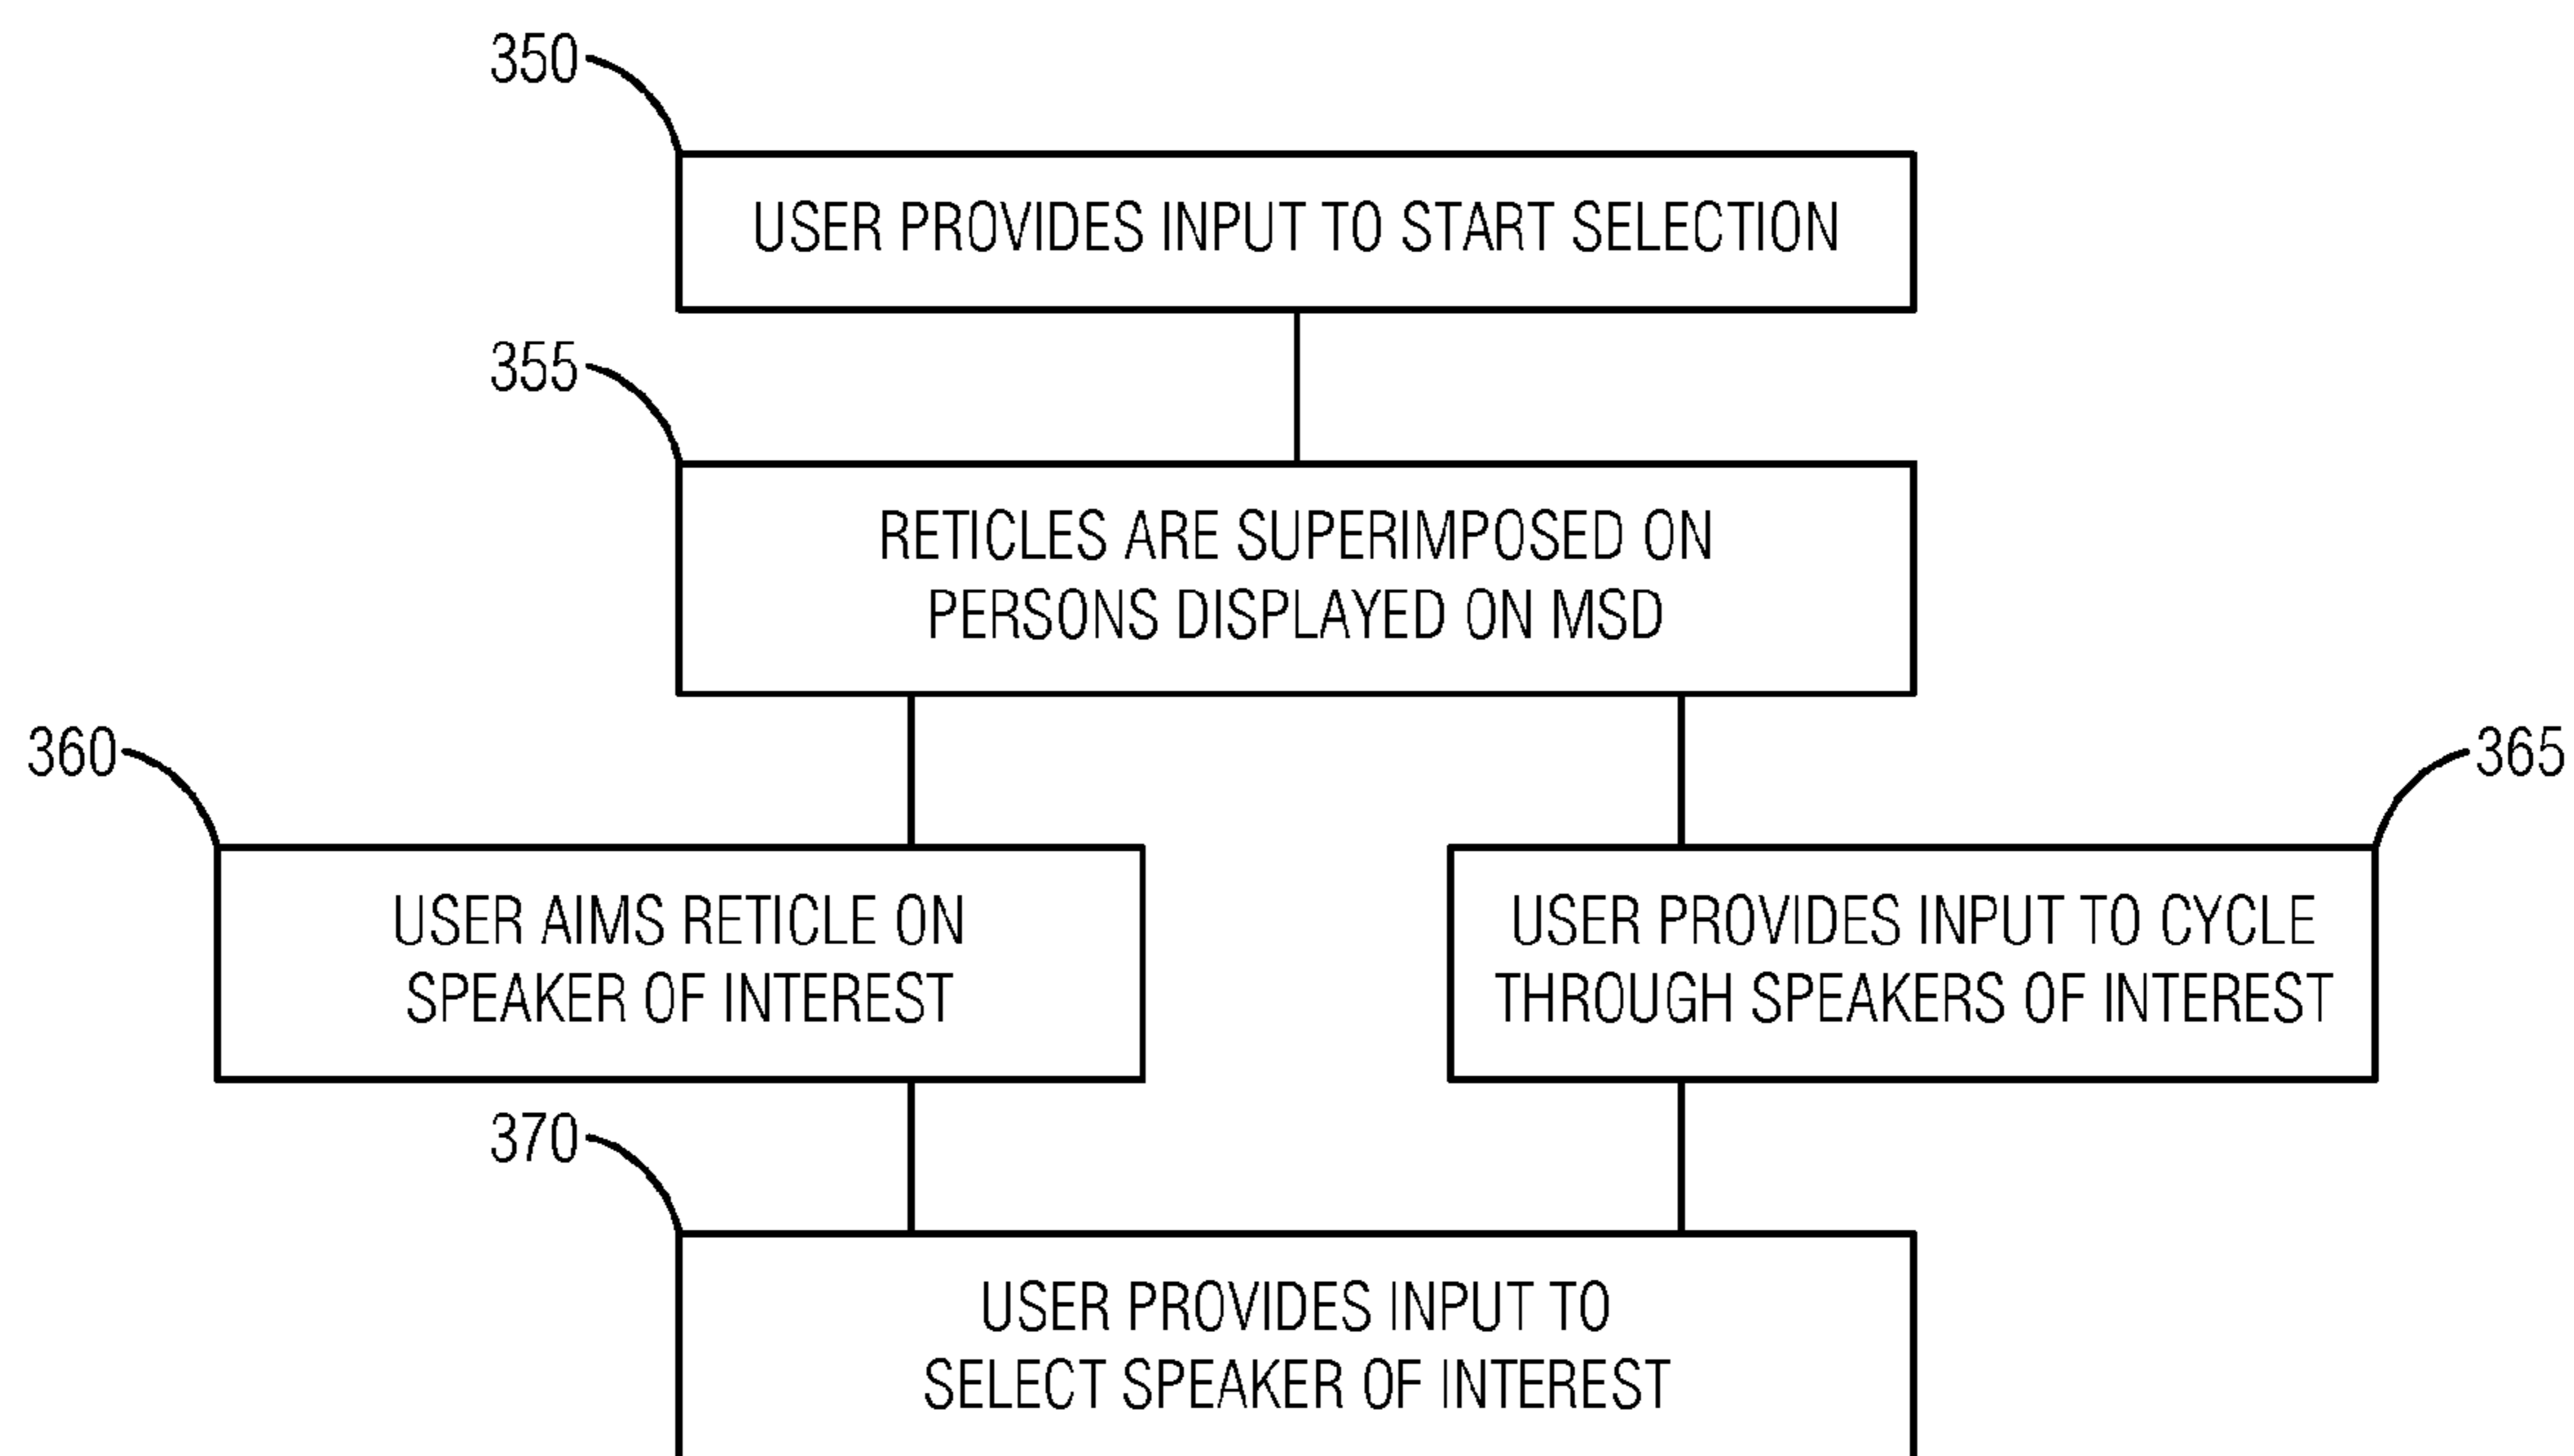 350
USER PROVIDES INPUT TO START SELECTION
355
RETICLES ARE SUPERIMPOSED ON
PERSONS DISPLAYED ON MSD
360
365
USER AIMS RETICLE ON
SPEAKER OF INTEREST
USER PROVIDES INPUT TO CYCLE
THROUGH SPEAKERS OF INTEREST
370
USER PROVIDES INPUT TO
SELECT SPEAKER OF INTEREST